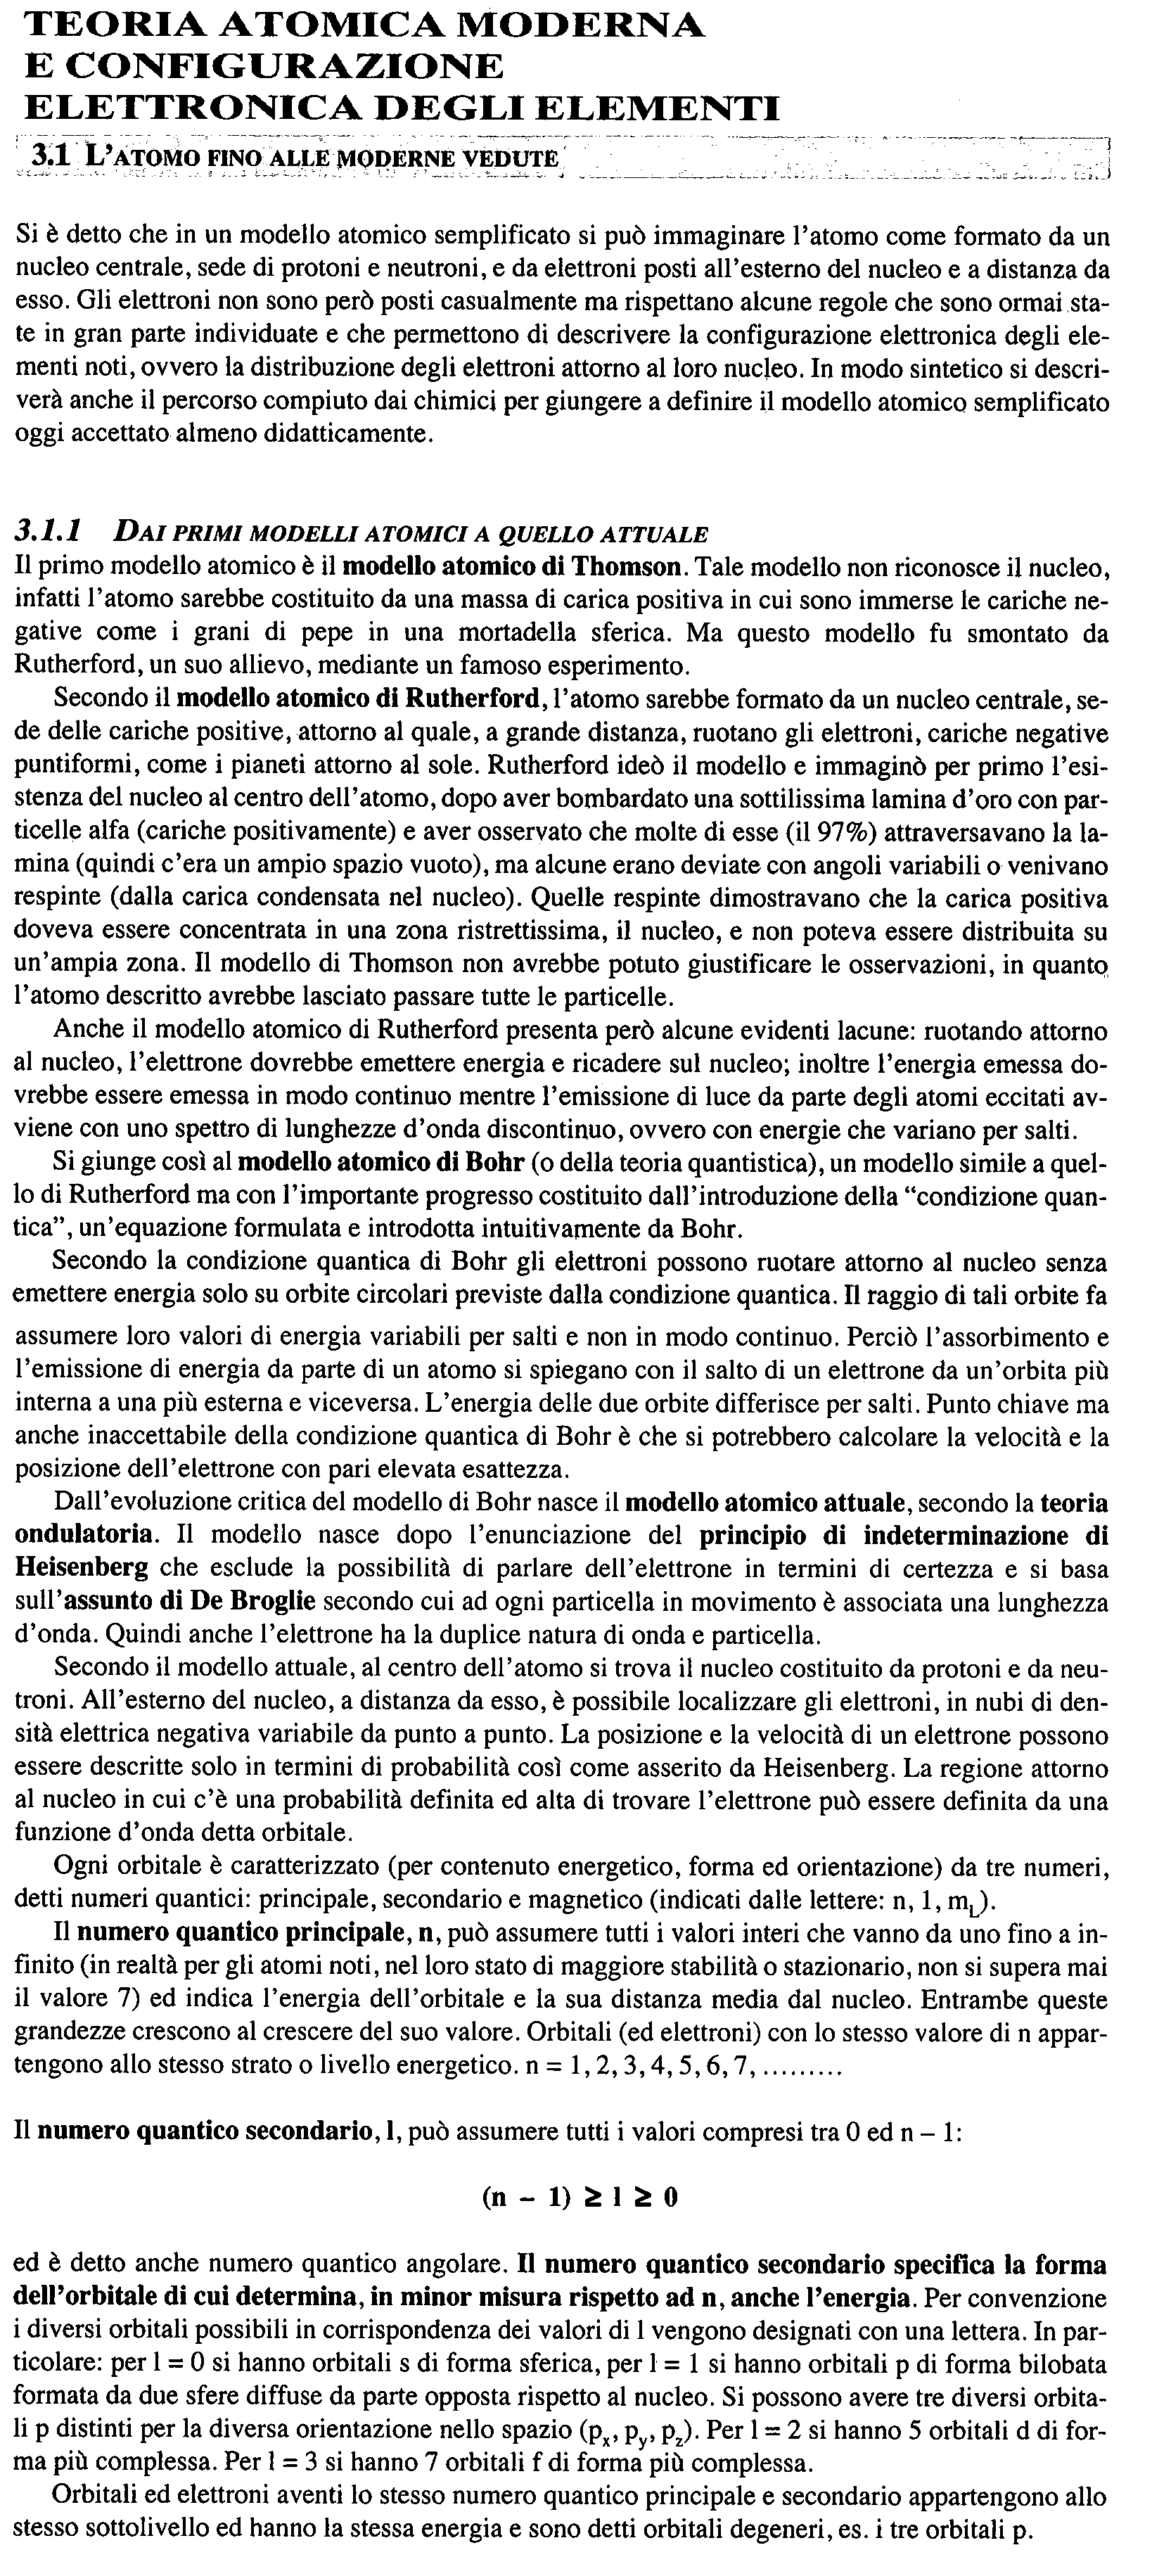 TEORIA ATOMICA MODERNA
E CONFIGURAZIONE
ELETTRONICA DEGLI ELEMENTI
3.1 L'ATOMO FINO ALLE MODERNE VEDUTE
Si è detto che in un modello atomico semplificato si può immaginare l'atomo come formato da un
nucleo centrale, sede di protoni e neutroni, e da elettroni posti all'esterno del nucleo e a distanza da
esso. Gli elettroni non sono però posti casualmente ma rispettano alcune regole che sono ormai sta-
te in gran parte individuate e che permettono di descrivere la configurazione elettronica degli ele-
menti noti, ovvero la distribuzione degli elettroni attorno al loro nucleo. In modo sintetico si descri-
verà anche il percorso compiuto dai chimici per giungere a definire il modello atomico semplificato
oggi accettato almeno didatticamente.
3.1.1 DAI PRIMI MODELLI ATOMICI A QUELLO ATTUALE
Il primo modello atomico è il modello atomico di Thomson. Tale modello non riconosce il nucleo,
infatti l'atomo sarebbe costituito da una massa di carica positiva in cui sono immerse le cariche ne-
gative come i grani di pepe in una mortadella sferica. Ma questo modello fu smontato da
Rutherford, un suo allievo, mediante un famoso esperimento.
Secondo il modello atomico di Rutherford, l'atomo sarebbe formato da un nucleo centrale, se-
de delle cariche positive, attorno al quale, a grande distanza, ruotano gli elettroni, cariche negative
puntiformi, come i pianeti attorno al sole. Rutherford ideò il modello e immaginò per primo l'esi-
stenza del nucleo al centro dell'atomo, dopo aver bombardato una sottilissima lamina d'oro con par-
ticelle alfa (cariche positivamente) e aver osservato che molte di esse (il 97%) attraversavano la la-
mina (quindi c'era un ampio spazio vuoto), ma alcune erano deviate con angoli variabili o venivano
respinte (dalla carica condensata nel nucleo). Quelle respinte dimostravano che la carica positiva
doveva essere concentrata in una zona ristrettissima, il nucleo, e non poteva essere distribuita su
un'ampia zona. Il modello di Thomson non avrebbe potuto giustificare le osservazioni, in quanto
l'atomo descritto avrebbe lasciato passare tutte le particelle.
Anche il modello atomico di Rutherford presenta però alcune evidenti lacune: ruotando attorno
al nucleo, l'elettrone dovrebbe emettere energia e ricadere sul nucleo; inoltre l'energia emessa do-
vrebbe essere emessa in modo continuo mentre l'emissione di luce da parte degli atomi eccitati av-
viene con uno spettro di lunghezze d'onda discontinuo, ovvero con energie che variano per salti.
Si giunge così al modello atomico di Bohr (o della teoria quantistica), un modello simile a quel-
lo di Rutherford ma con l'importante progresso costituito dall'introduzione della “condizione quan-
tica”, un'equazione formulata e introdotta intuitivamente da Bohr.
Secondo la condizione quantica di Bohr gli elettroni possono ruotare attorno al nucleo senza
emettere energia solo su orbite circolari previste dalla condizione quantica. Il raggio di tali orbite fa
assumere loro valori di energia variabili per salti e non in modo continuo. Perciò l'assorbimento e
l'emissione di energia da parte di un atomo si spiegano con il salto di un elettrone da un'orbita più
interna a una più esterna e viceversa. L'energia delle due orbite differisce per salti. Punto chiave ma
anche inaccettabile della condizione quantica di Bohr è che si potrebbero calcolare la velocità e la
posizione dell'elettrone con pari elevata esattezza.
Dall'evoluzione critica del modello di Bohr nasce il modello atomico attuale, secondo la teoria
ondulatoria. Il modello nasce dopo l'enunciazione del principio di indeterminazione di
Heisenberg che esclude la possibilità di parlare dell'elettrone in termini di certezza e si basa
sull'assunto di De Broglie secondo cui ad ogni particella in movimento è associata una lunghezza
d'onda. Quindi anche l'elettrone ha la duplice natura di onda e particella.
Secondo il modello attuale, al centro dell'atomo si trova il nucleo costituito da protoni e da neu-
troni. All'esterno del nucleo, a distanza da esso, è possibile localizzare gli elettroni, in nubi di den-
sità elettrica negativa variabile da punto a punto. La posizione e la velocità di un elettrone possono
essere descritte solo in termini di probabilità così come asserito da Heisenberg. La regione attorno
al nucleo in cui c'è una probabilità definita ed alta di trovare l'elettrone può essere definita da una
funzione d'onda detta orbitale.
Ogni orbitale è caratterizzato (per contenuto energetico, forma ed orientazione) da tre numeri,
detti numeri quantici: principale, secondario e magnetico (indicati dalle lettere: n, l, mL).
Il numero quantico principale, n, può assumere tutti i valori interi che vanno da uno fino a in-
finito (in realtà per gli atomi noti, nel loro stato di maggiore stabilità o stazionario, non si supera mai
il valore 7) ed indica l'energia dell'orbitale e la sua distanza media dal nucleo. Entrambe queste
grandezze crescono al crescere del suo valore. Orbitali (ed elettroni) con lo stesso valore di n appar-
tengono allo stesso strato o livello energetico. n = 1, 2, 3, 4, 5, 6, 7, .........
Il numero quantico secondario, l, può assumere tutti i valori compresi tra 0 ed n – 1:
(n – 1) ≥ l ≥ 0
ed è detto anche numero quantico angolare. Il numero quantico secondario specifica la forma
dell'orbitale di cui determina, in minor misura rispetto ad n, anche l'energia. Per convenzione
i diversi orbitali possibili in corrispondenza dei valori di l vengono designati con una lettera. In par-
ticolare: per l = 0 si hanno orbitali s di forma sferica, per l = 1 si hanno orbitali p di forma bilobata
formata da due sfere diffuse da parte opposta rispetto al nucleo. Si possono avere tre diversi orbita-
li p distinti per la diversa orientazione nello spazio (px, py, pz). Per l = 2 si hanno 5 orbitali d di for-
ma più complessa. Per l = 3 si hanno 7 orbitali f di forma più complessa.
Orbitali ed elettroni aventi lo stesso numero quantico principale e secondario appartengono allo
stesso sottolivello ed hanno la stessa energia e sono detti orbitali degeneri, es. i tre orbitali p.